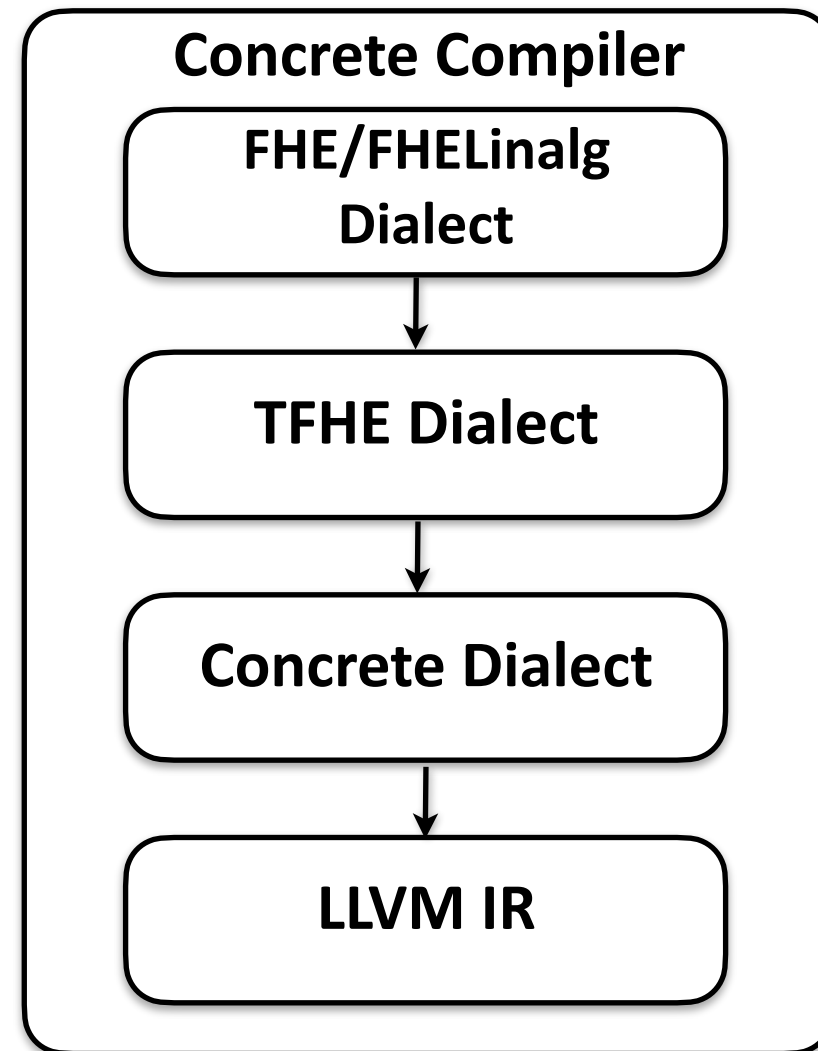 Concrete Compiler
FHE/FHELinalg
Dialect
TFHE Dialect
Concrete Dialect
LLVM IR